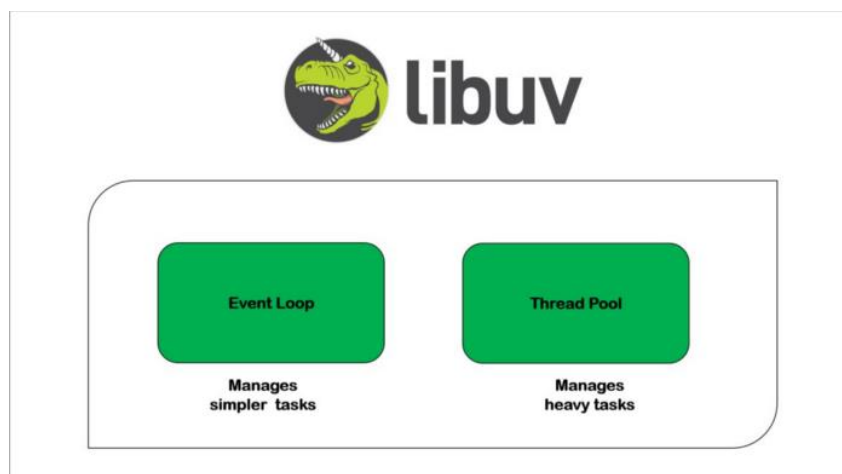 libuv
Event Loop
Thread Pool
Manages
simpler tasks
Manages
heavy tasks